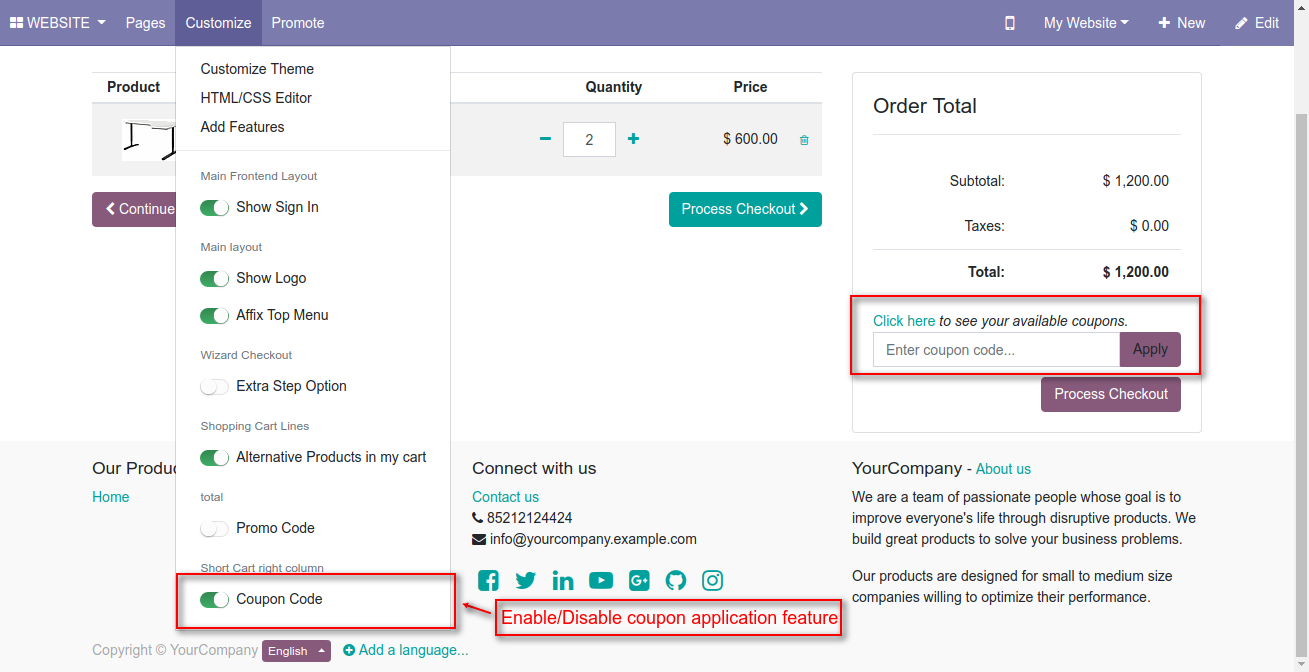 WEBSITE Pages Customize Promote My Website New Edit
Customize Theme
HTML/CSS Editor
Add Features
Main Frontend Layout
Show Sign In
Main layout
Show Logo
Affix Top Menu
Wizard Checkout
Extra Step Option
Shopping Cart Lines
Alternative Products in my cart
total
Promo Code
Short Cart right column
Coupon Code
Product Quantity Price
2 $ 600.00
Continue Process Checkout
Order Total
Subtotal: $ 1,200.00
Taxes: $ 0.00
Total: $ 1,200.00
Click here to see your available coupons.
Enter coupon code... Apply
Process Checkout
Enable/Disable coupon application feature
Our Produc
Home
Connect with us
Contact us
85212124424
info@yourcompany.example.com
YourCompany - About us
We are a team of passionate people whose goal is to
improve everyone's life through disruptive products. We
build great products to solve your business problems.
Our products are designed for small to medium size
companies willing to optimize their performance.
Copyright © YourCompany English Add a language...